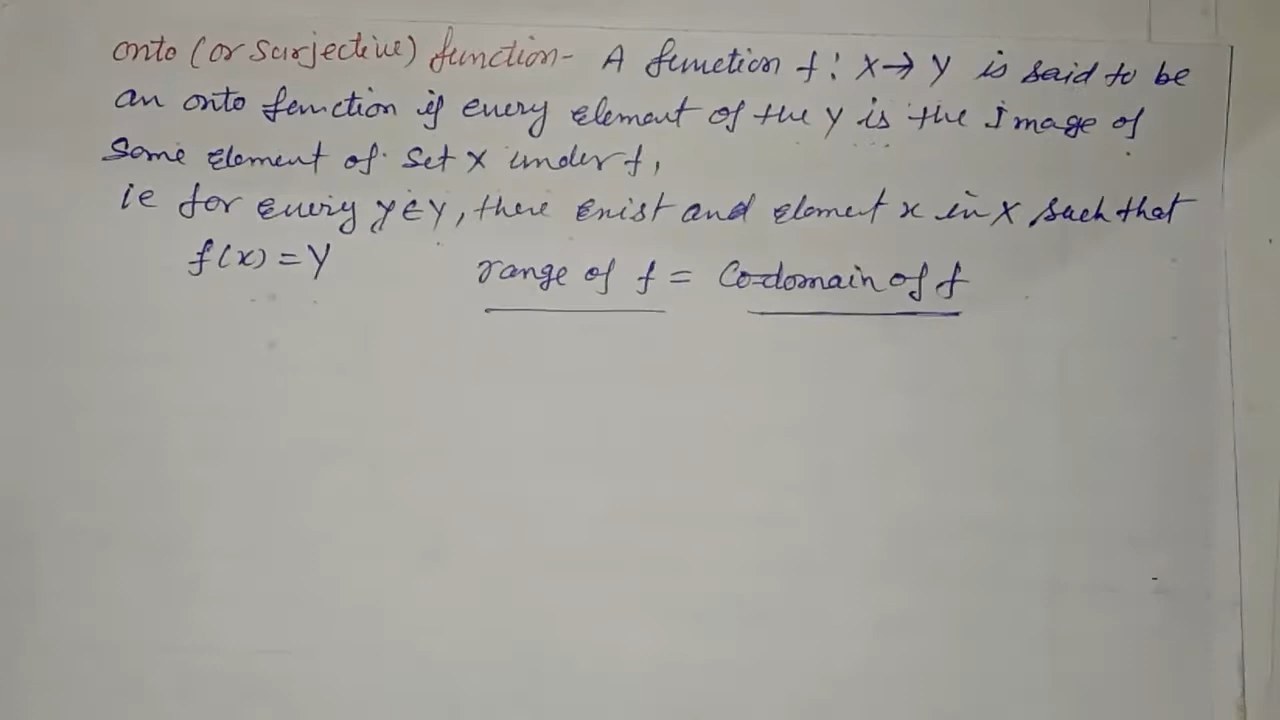 onto (or surjective) function- A function f: X→ Y is said to be
an onto function if every element of the Y is the Image of
Some element of Set X under f,
ie for every y∈Y, there exist and element x in X such that
f(x) = Y range of f = Co-domain of f